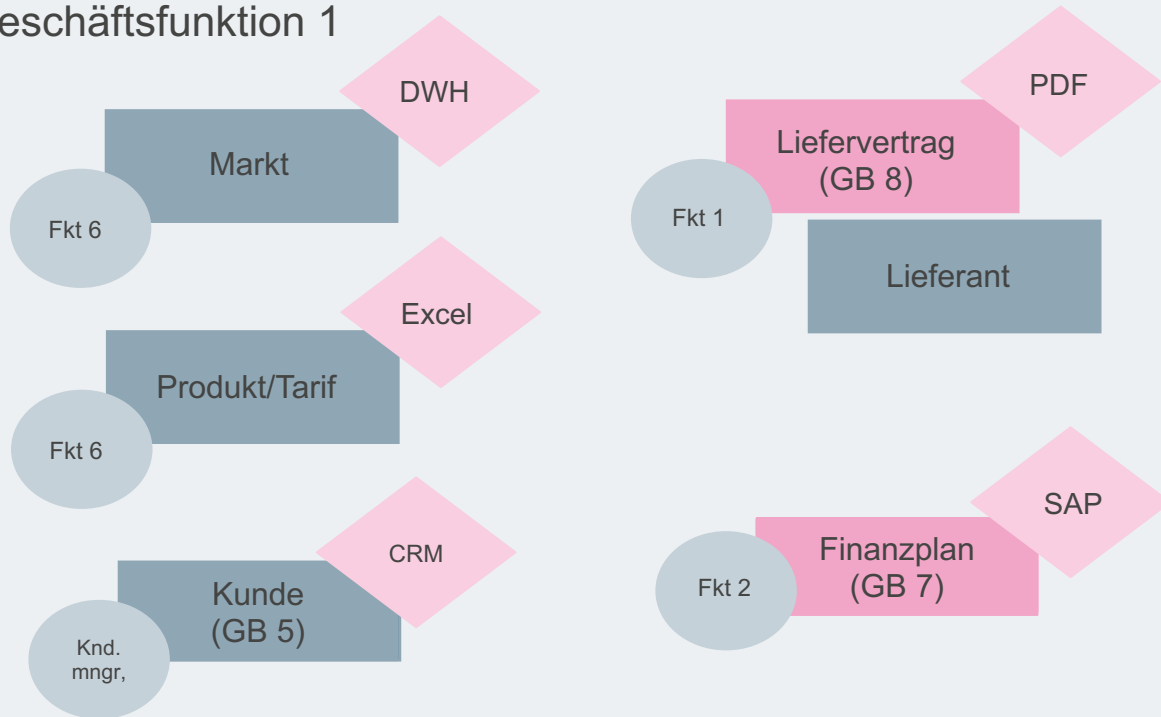 eschäftsfunktion 1
DWH
Markt
Fkt 6
Excel
Produkt/Tarif
Fkt 6
CRM
Kunde
(GB 5)
Knd.
mngr,
PDF
Liefervertrag
(GB 8)
Fkt 1
Lieferant
SAP
Finanzplan
(GB 7)
Fkt 2